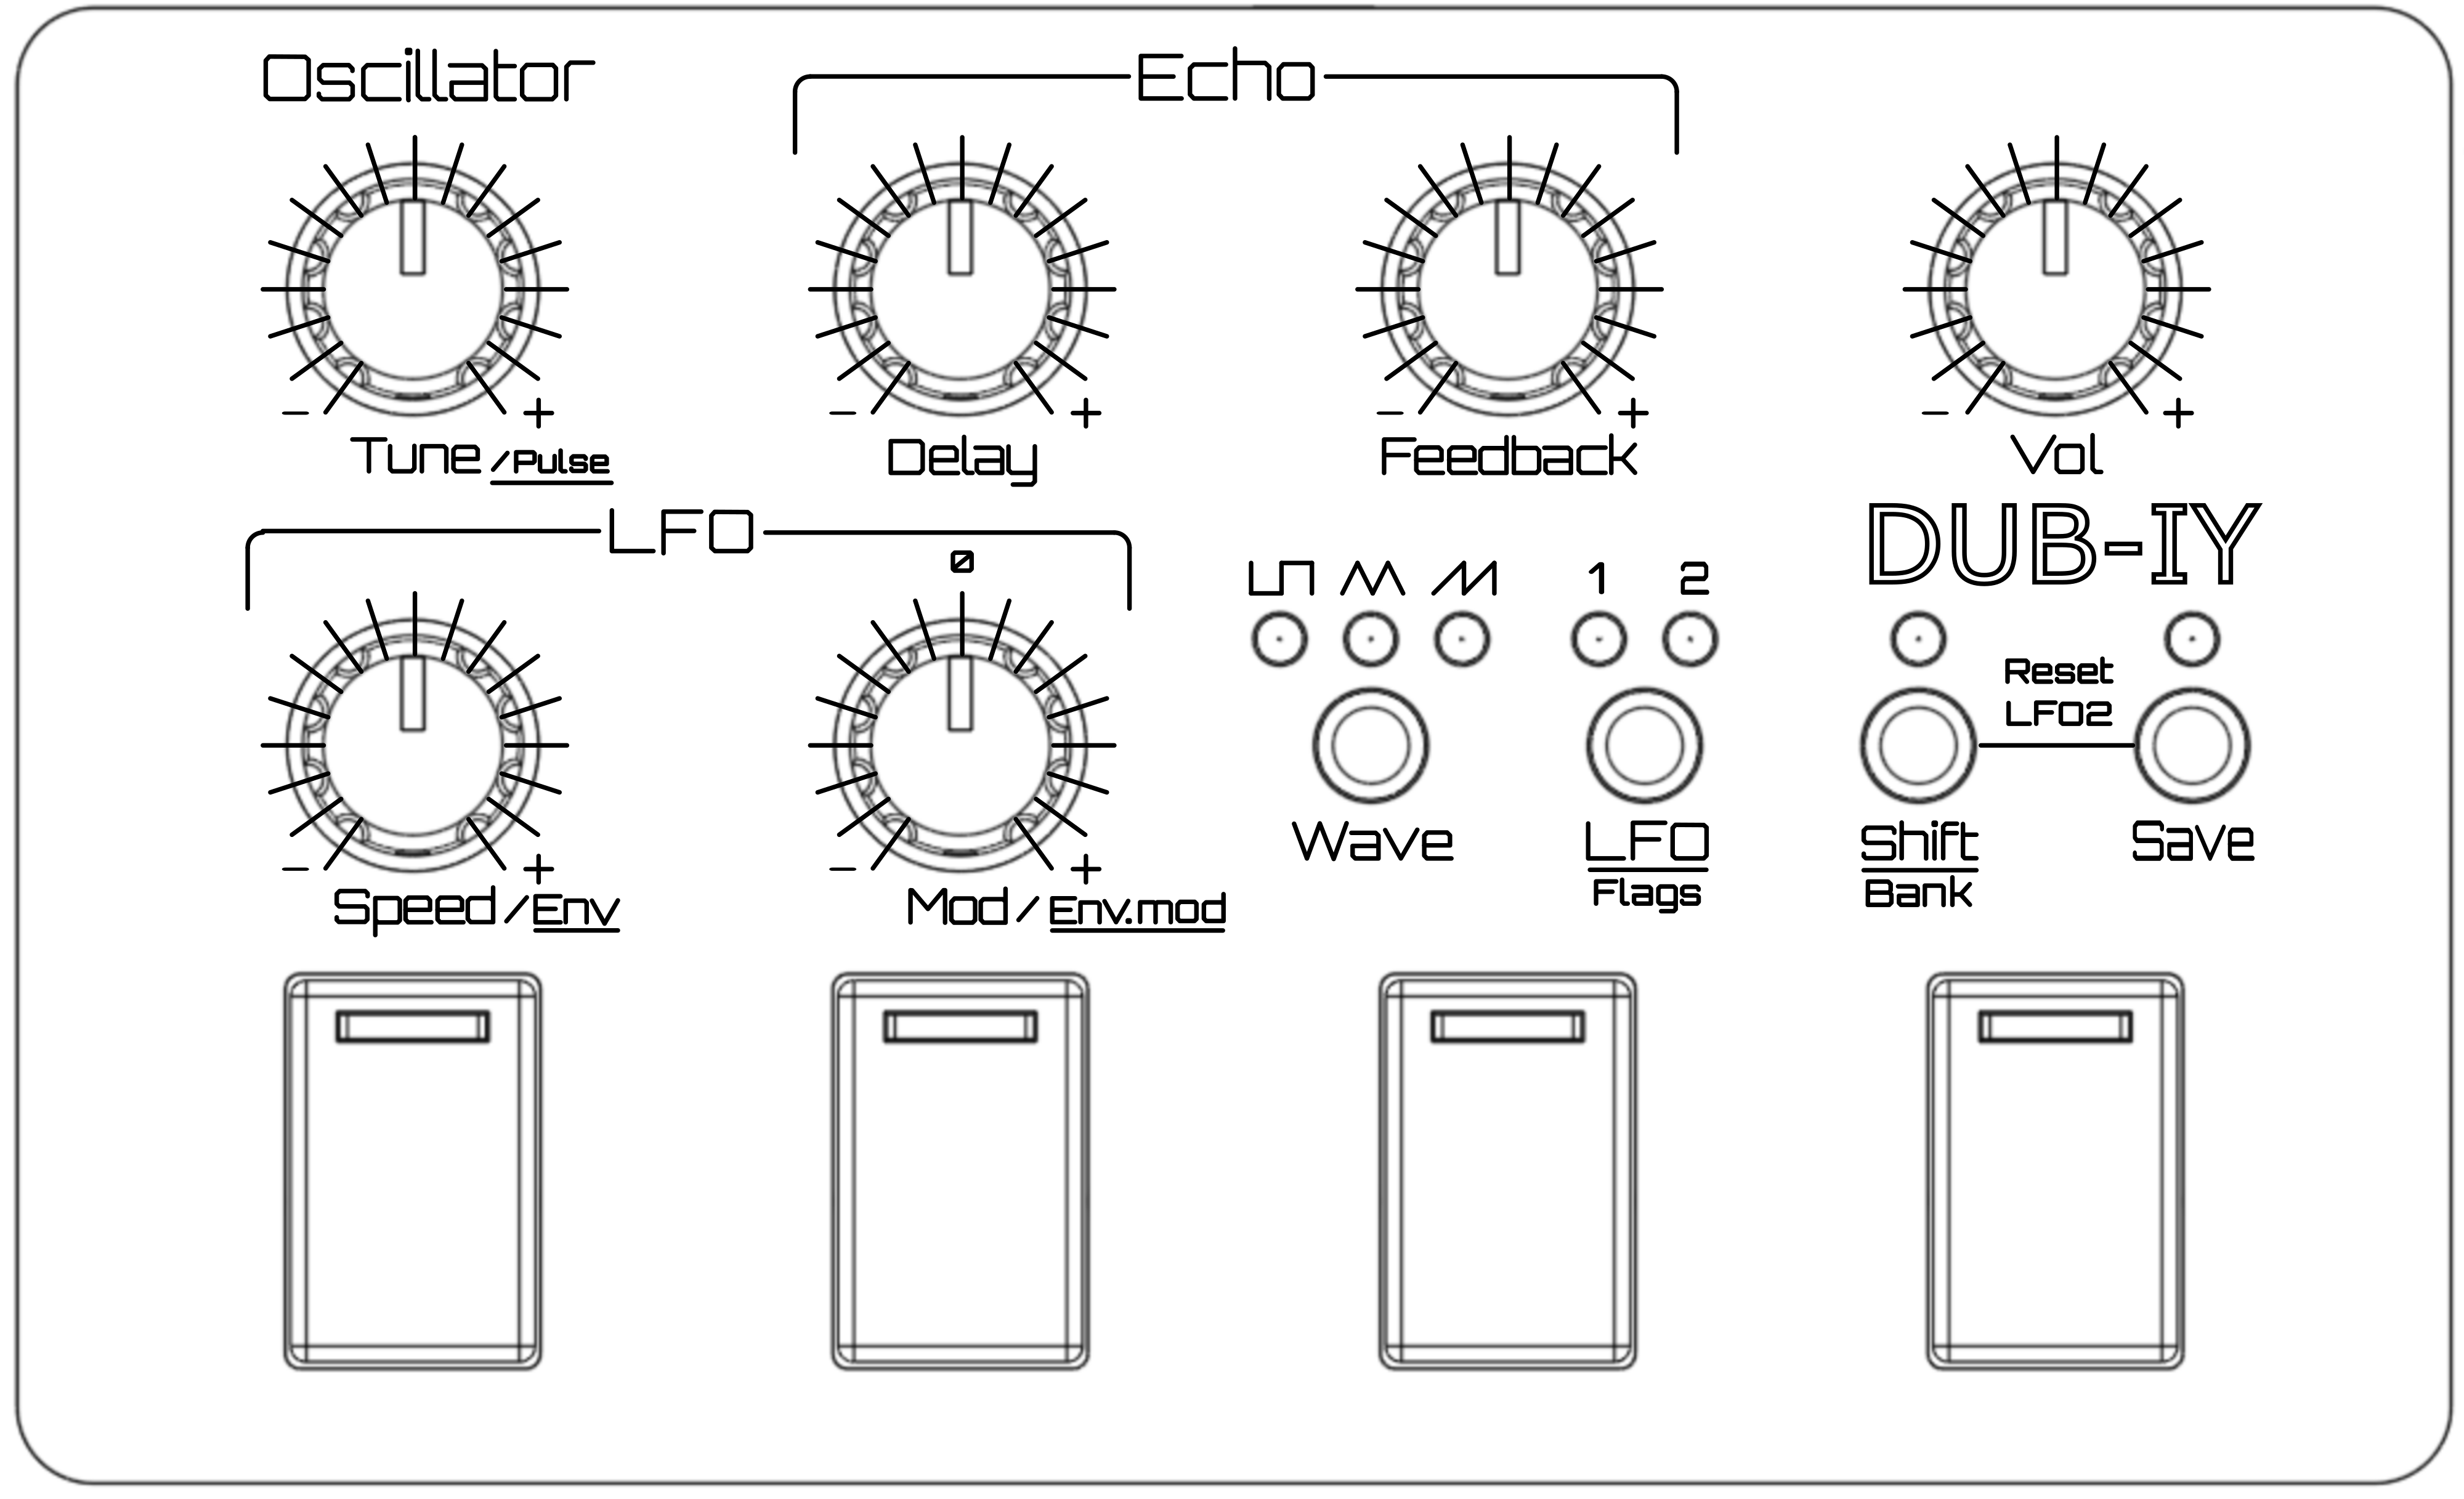 Oscillator
Echo
- +
- +
- +
- +
Tune/Pulse
Delay
Feedback
Vol
LFO
0
1 2
DUB-IY
Reset
LFO2
- +
- +
Speed/Env
Mod/Env.mod
Wave
LFO
Flags
Shift
Bank
Save